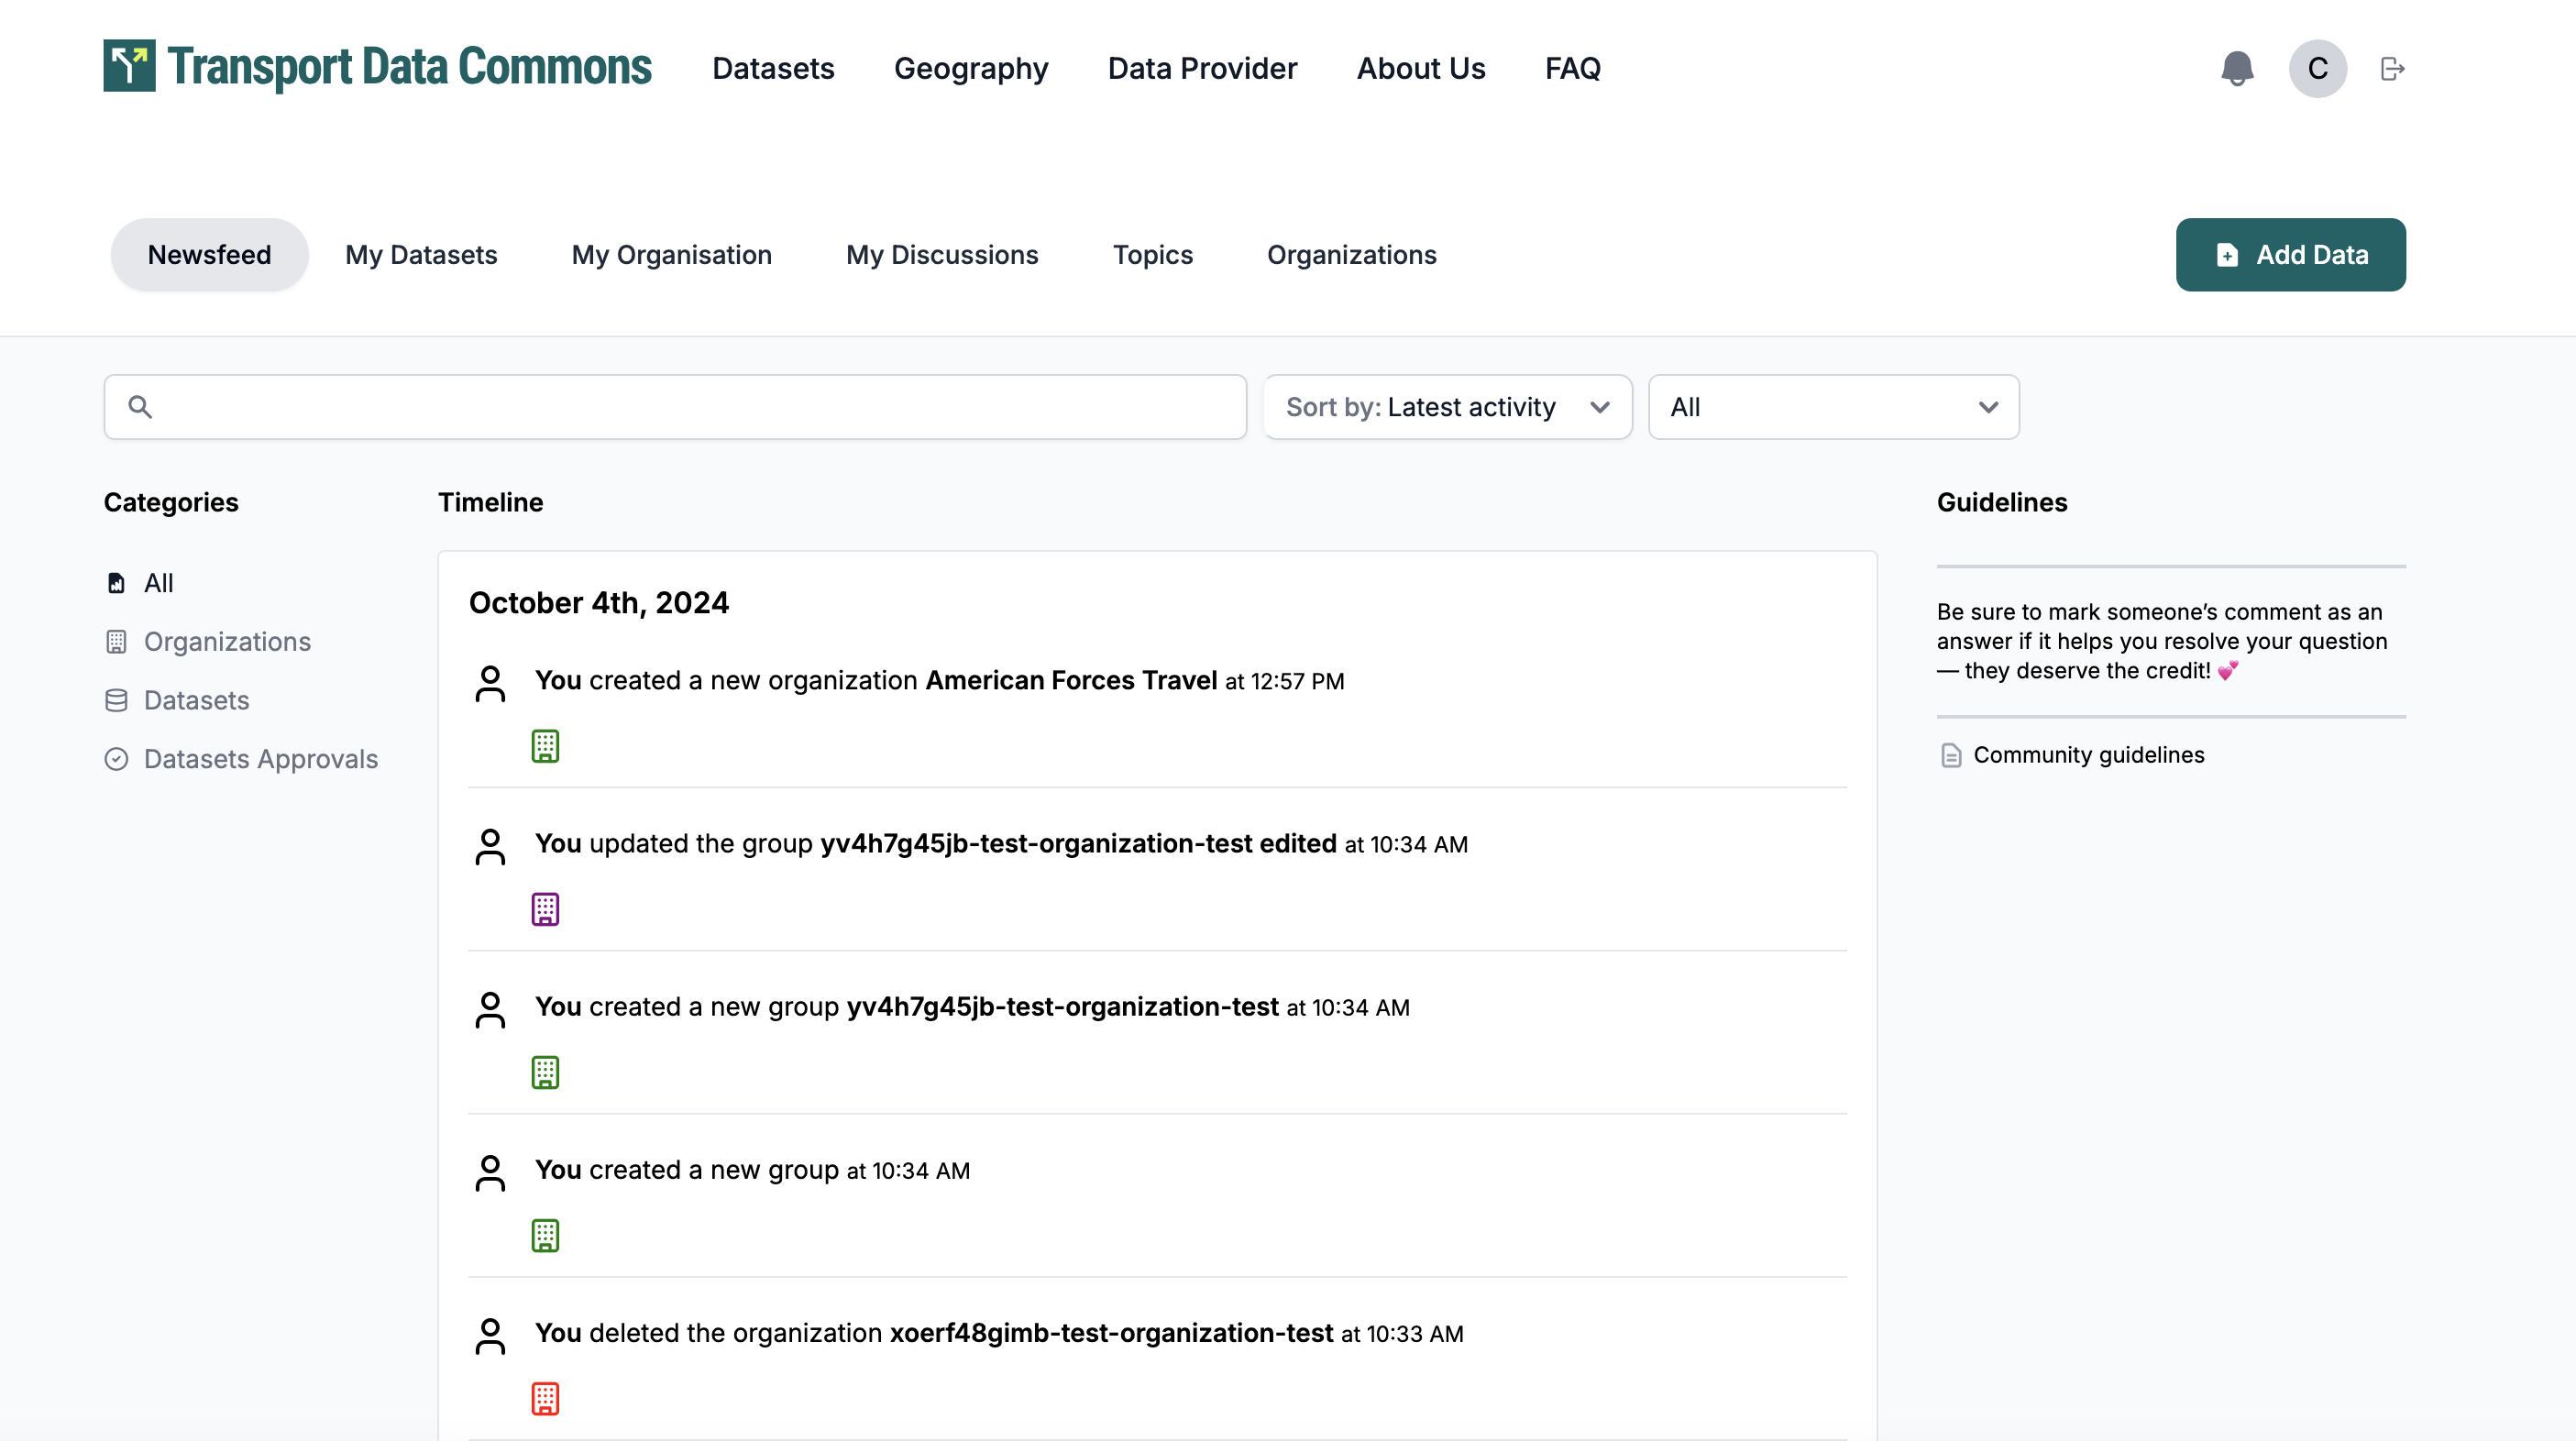 Transport Data Commons
Datasets
Geography
Data Provider
About Us
FAQ
C
Newsfeed
My Datasets
My Organisation
My Discussions
Topics
Organizations
Add Data
Sort by: Latest activity
All
Categories
All
Organizations
Datasets
Datasets Approvals
Timeline
October 4th, 2024
You created a new organization American Forces Travel at 12:57 PM
You updated the group yv4h7g45jb-test-organization-test edited at 10:34 AM
You created a new group yv4h7g45jb-test-organization-test at 10:34 AM
You created a new group at 10:34 AM
You deleted the organization xoerf48gimb-test-organization-test at 10:33 AM
Guidelines
Be sure to mark someone’s comment as an
answer if it helps you resolve your question
— they deserve the credit! 💕
Community guidelines